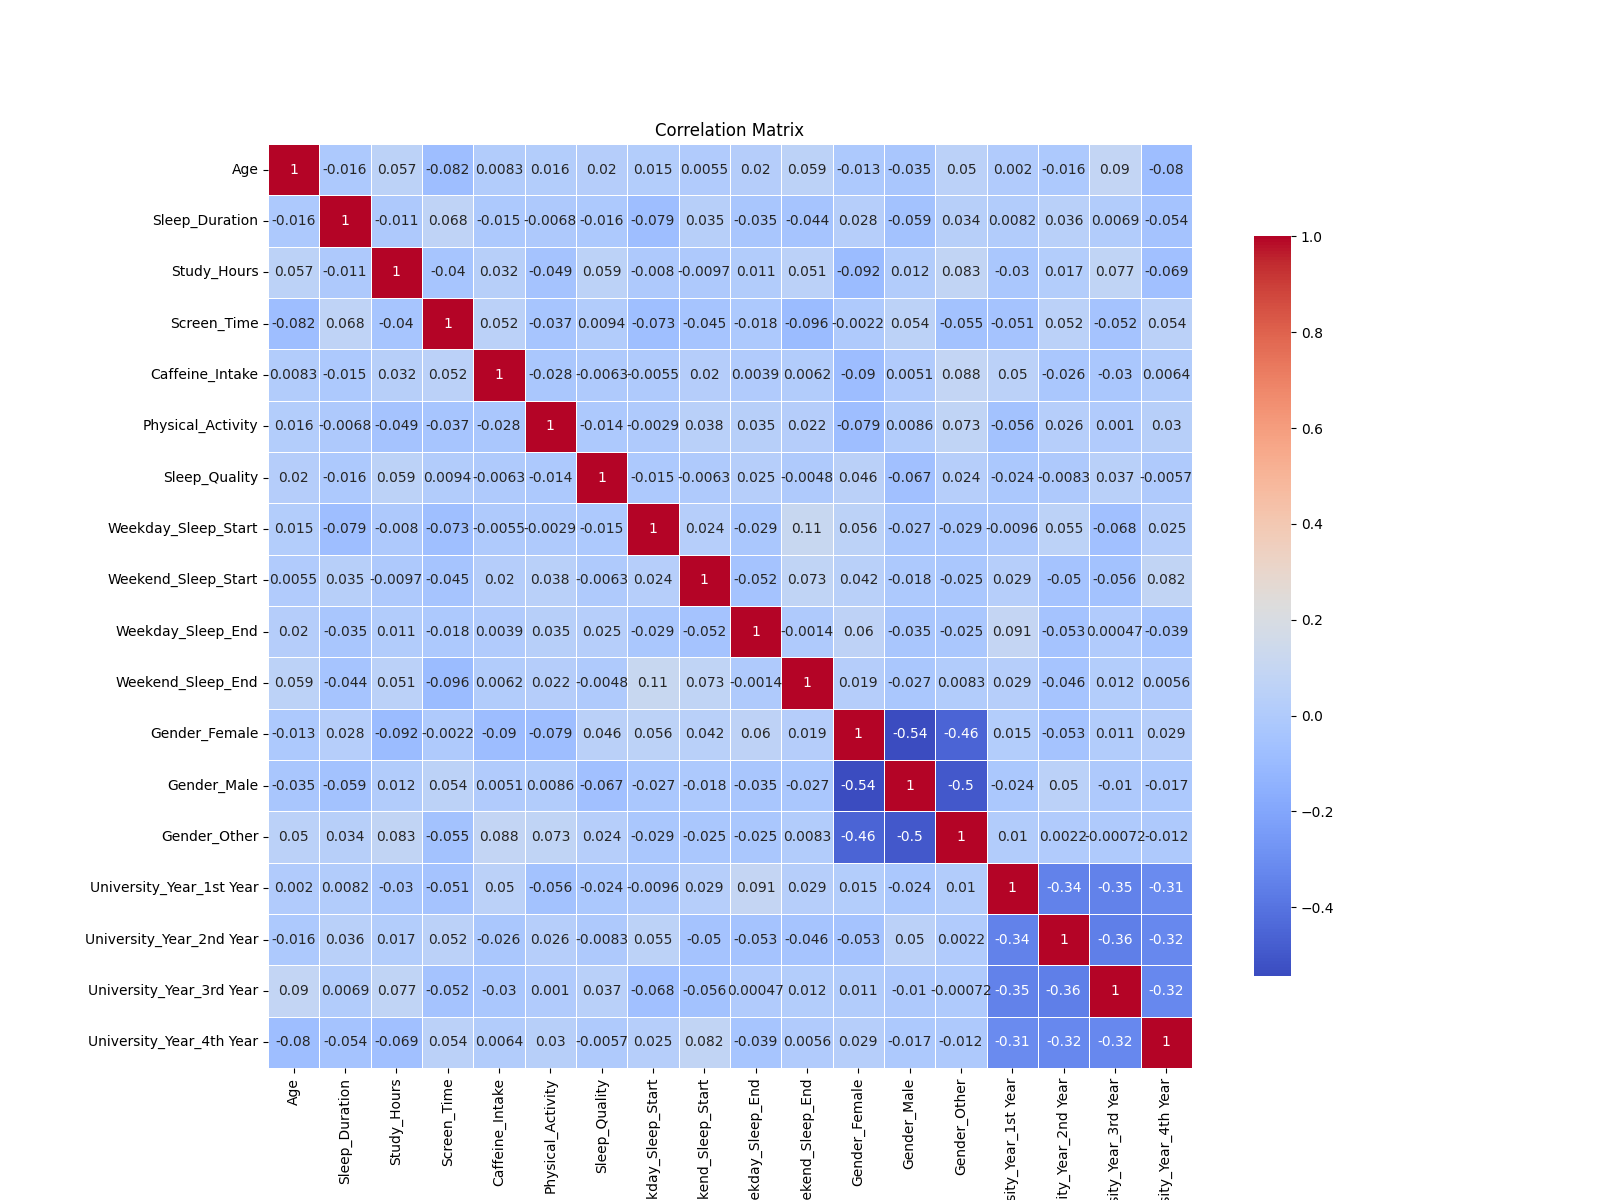 Correlation Matrix
Age 1 -0.016 0.057 -0.082 0.0083 0.016 0.02 0.015 0.0055 0.02 0.059 -0.013 -0.035 0.05 0.002 -0.016 0.09 -0.08
Sleep_Duration -0.016 1 -0.011 0.068 -0.015 -0.0068 -0.016 -0.079 0.035 -0.035 -0.044 0.028 -0.059 0.034 0.0082 0.036 0.0069 -0.054
Study_Hours 0.057 -0.011 1 -0.04 0.032 -0.049 0.059 -0.008 -0.0097 0.011 0.051 -0.092 0.012 0.083 -0.03 0.017 0.077 -0.069
Screen_Time -0.082 0.068 -0.04 1 0.052 -0.037 0.0094 -0.073 -0.045 -0.018 -0.096 -0.0022 0.054 -0.055 -0.051 0.052 -0.052 0.054
Caffeine_Intake 0.0083 -0.015 0.032 0.052 1 -0.028 -0.0063 -0.0055 0.02 0.0039 0.0062 -0.09 0.0051 0.088 0.05 -0.026 -0.03 0.0064
Physical_Activity 0.016 -0.0068 -0.049 -0.037 -0.028 1 -0.014 -0.0029 0.038 0.035 0.022 -0.079 0.0086 0.073 -0.056 0.026 0.001 0.03
Sleep_Quality 0.02 -0.016 0.059 0.0094 -0.0063 -0.014 1 -0.015 -0.0063 0.025 -0.0048 0.046 -0.067 0.024 -0.024 -0.0083 0.037 -0.0057
Weekday_Sleep_Start 0.015 -0.079 -0.008 -0.073 -0.0055 -0.0029 -0.015 1 0.024 -0.029 0.11 0.056 -0.027 -0.029 -0.0096 0.055 -0.068 0.025
Weekend_Sleep_Start 0.0055 0.035 -0.0097 -0.045 0.02 0.038 -0.0063 0.024 1 -0.052 0.073 0.042 -0.018 -0.025 0.029 -0.05 -0.056 0.082
Weekday_Sleep_End 0.02 -0.035 0.011 -0.018 0.0039 0.035 0.025 -0.029 -0.052 1 -0.0014 0.06 -0.035 -0.025 0.091 -0.053 0.00047 -0.039
Weekend_Sleep_End 0.059 -0.044 0.051 -0.096 0.0062 0.022 -0.0048 0.11 0.073 -0.0014 1 0.019 -0.027 0.0083 0.029 -0.046 0.012 0.0056
Gender_Female -0.013 0.028 -0.092 -0.0022 -0.09 -0.079 0.046 0.056 0.042 0.06 0.019 1 -0.54 -0.46 0.015 -0.053 0.011 0.029
Gender_Male -0.035 -0.059 0.012 0.054 0.0051 0.0086 -0.067 -0.027 -0.018 -0.035 -0.027 -0.54 1 -0.5 -0.024 0.05 -0.01 -0.017
Gender_Other 0.05 0.034 0.083 -0.055 0.088 0.073 0.024 -0.029 -0.025 -0.025 0.0083 -0.46 -0.5 1 0.01 0.0022 -0.00072 -0.012
University_Year_1st Year 0.002 0.0082 -0.03 -0.051 0.05 -0.056 -0.024 -0.0096 0.029 0.091 0.029 0.015 -0.024 0.01 1 -0.34 -0.35 -0.31
University_Year_2nd Year -0.016 0.036 0.017 0.052 -0.026 0.026 -0.0083 0.055 -0.05 -0.053 -0.046 -0.053 0.05 0.0022 -0.34 1 -0.36 -0.32
University_Year_3rd Year 0.09 0.0069 0.077 -0.052 -0.03 0.001 0.037 -0.068 -0.056 0.00047 0.012 0.011 -0.01 -0.00072 -0.35 -0.36 1 -0.32
University_Year_4th Year -0.08 -0.054 -0.069 0.054 0.0064 0.03 -0.0057 0.025 0.082 -0.039 0.0056 0.029 -0.017 -0.012 -0.31 -0.32 -0.32 1
Age
Sleep_Duration
Study_Hours
Screen_Time
Caffeine_Intake
Physical_Activity
Sleep_Quality
kday_Sleep_Start
kend_Sleep_Start
ekday_Sleep_End
ekend_Sleep_End
Gender_Female
Gender_Male
Gender_Other
sity_Year_1st Year
ity_Year_2nd Year
sity_Year_3rd Year
sity_Year_4th Year
1.0
0.8
0.6
0.4
0.2
0.0
−0.2
−0.4